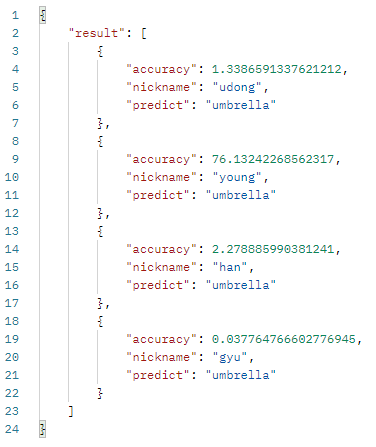 1 {
2     "result": [
3         {
4             "accuracy": 1.3386591337621212,
5             "nickname": "udong",
6             "predict": "umbrella"
7         },
8         {
9             "accuracy": 76.13242268562317,
10             "nickname": "young",
11             "predict": "umbrella"
12         },
13         {
14             "accuracy": 2.278885990381241,
15             "nickname": "han",
16             "predict": "umbrella"
17         },
18         {
19             "accuracy": 0.037764766602776945,
20             "nickname": "gyu",
21             "predict": "umbrella"
22         }
23     ]
24 }